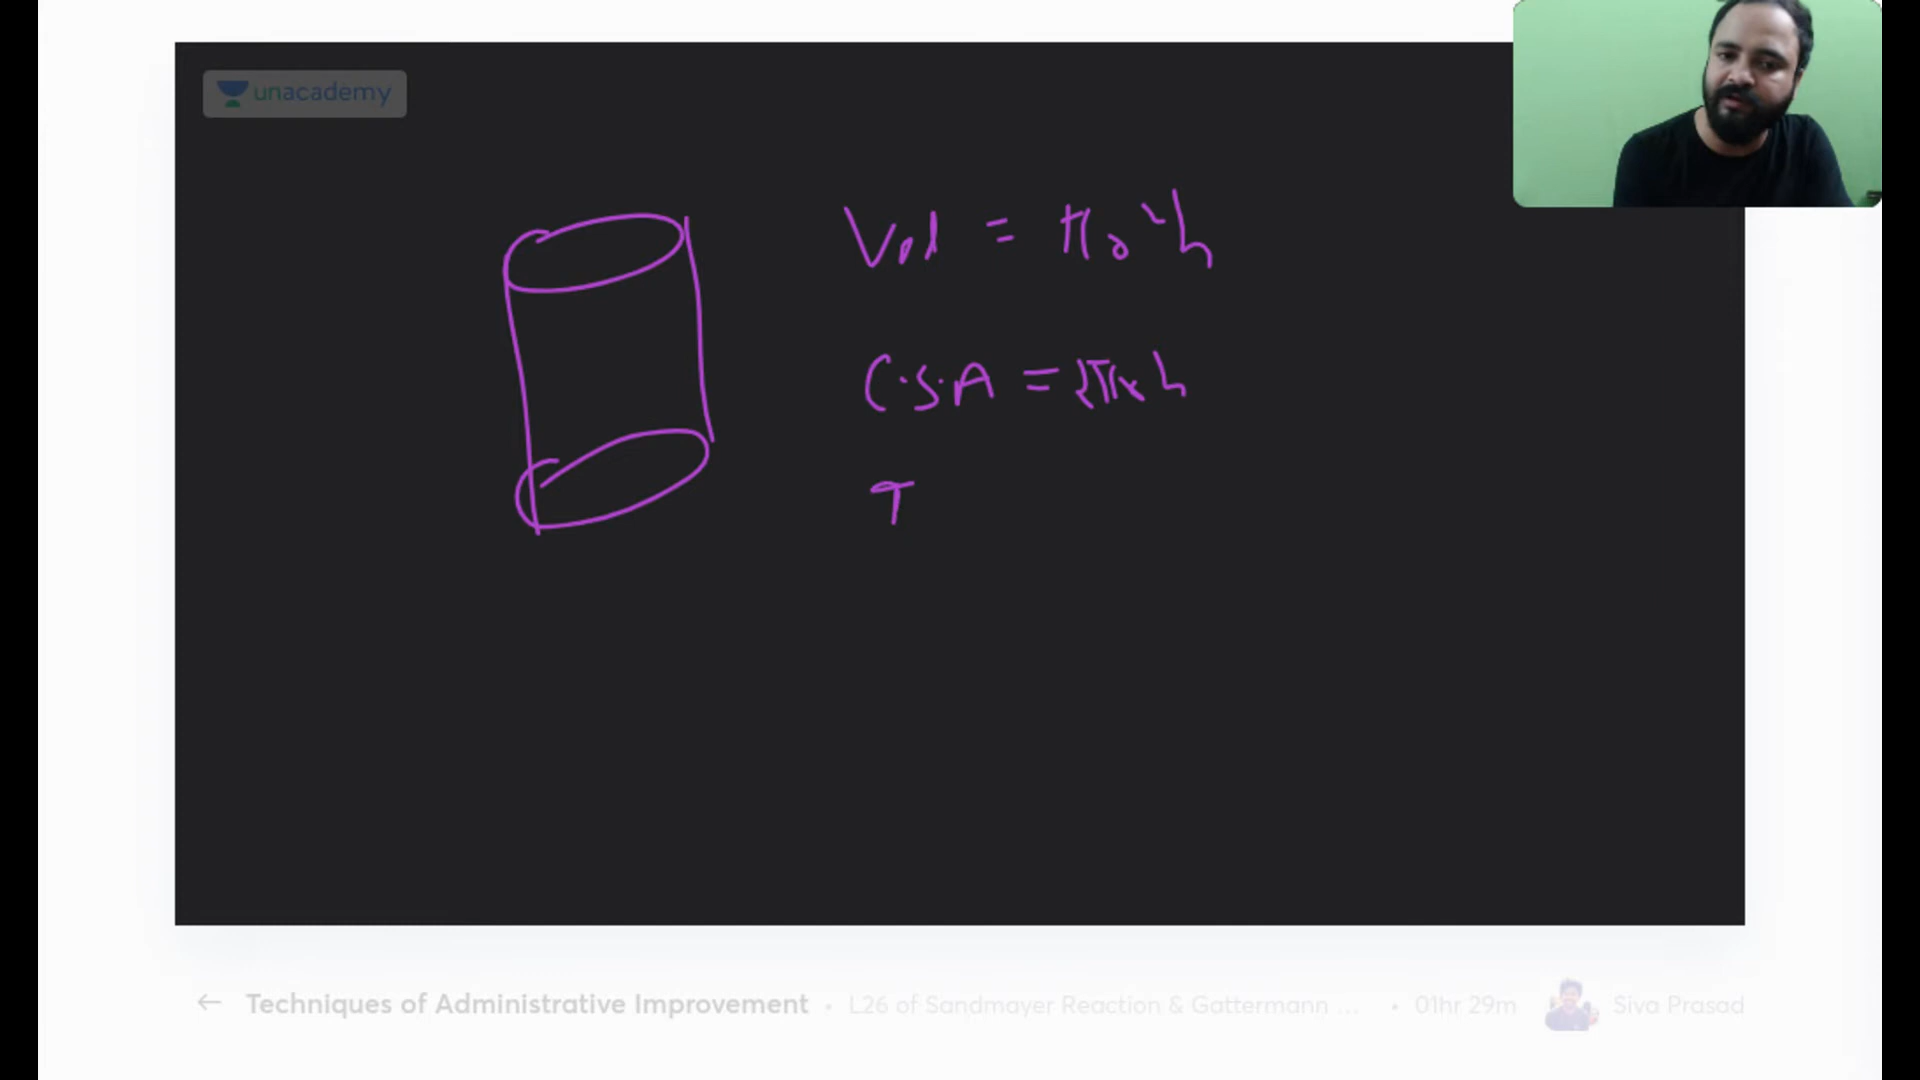 unacademy
Vol = πr²h
C.S.A = 2πrh
T
← Techniques of Administrative Improvement • L26 of Sandmayer Reaction & Gattermann ... • 01hr 29m Siva Prasad